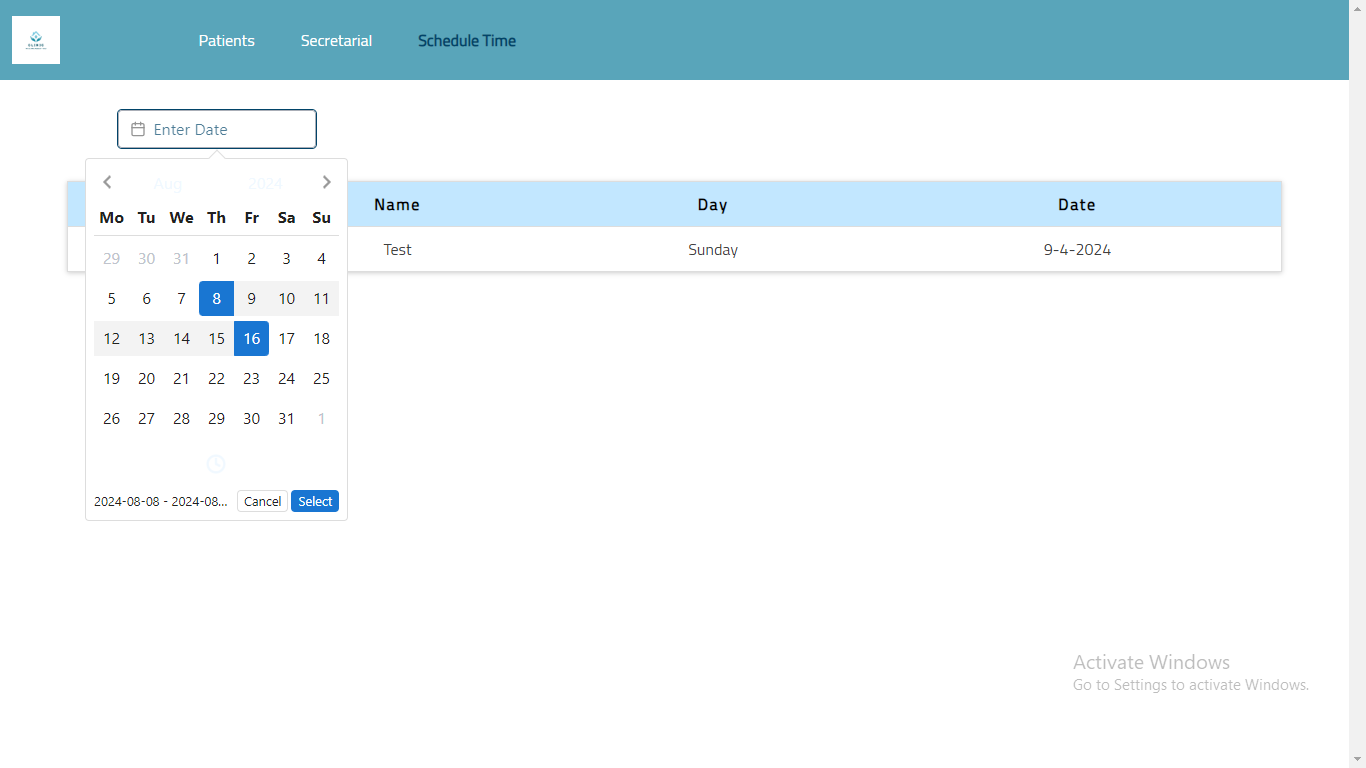 CLINIC
Patients Secretarial Schedule Time
Enter Date
Aug 2024
Mo Tu We Th Fr Sa Su
29 30 31 1 2 3 4
5 6 7 8 9 10 11
12 13 14 15 16 17 18
19 20 21 22 23 24 25
26 27 28 29 30 31 1
2024-08-08 - 2024-08... Cancel Select
Name Day Date
Test Sunday 9-4-2024
Activate Windows
Go to Settings to activate Windows.